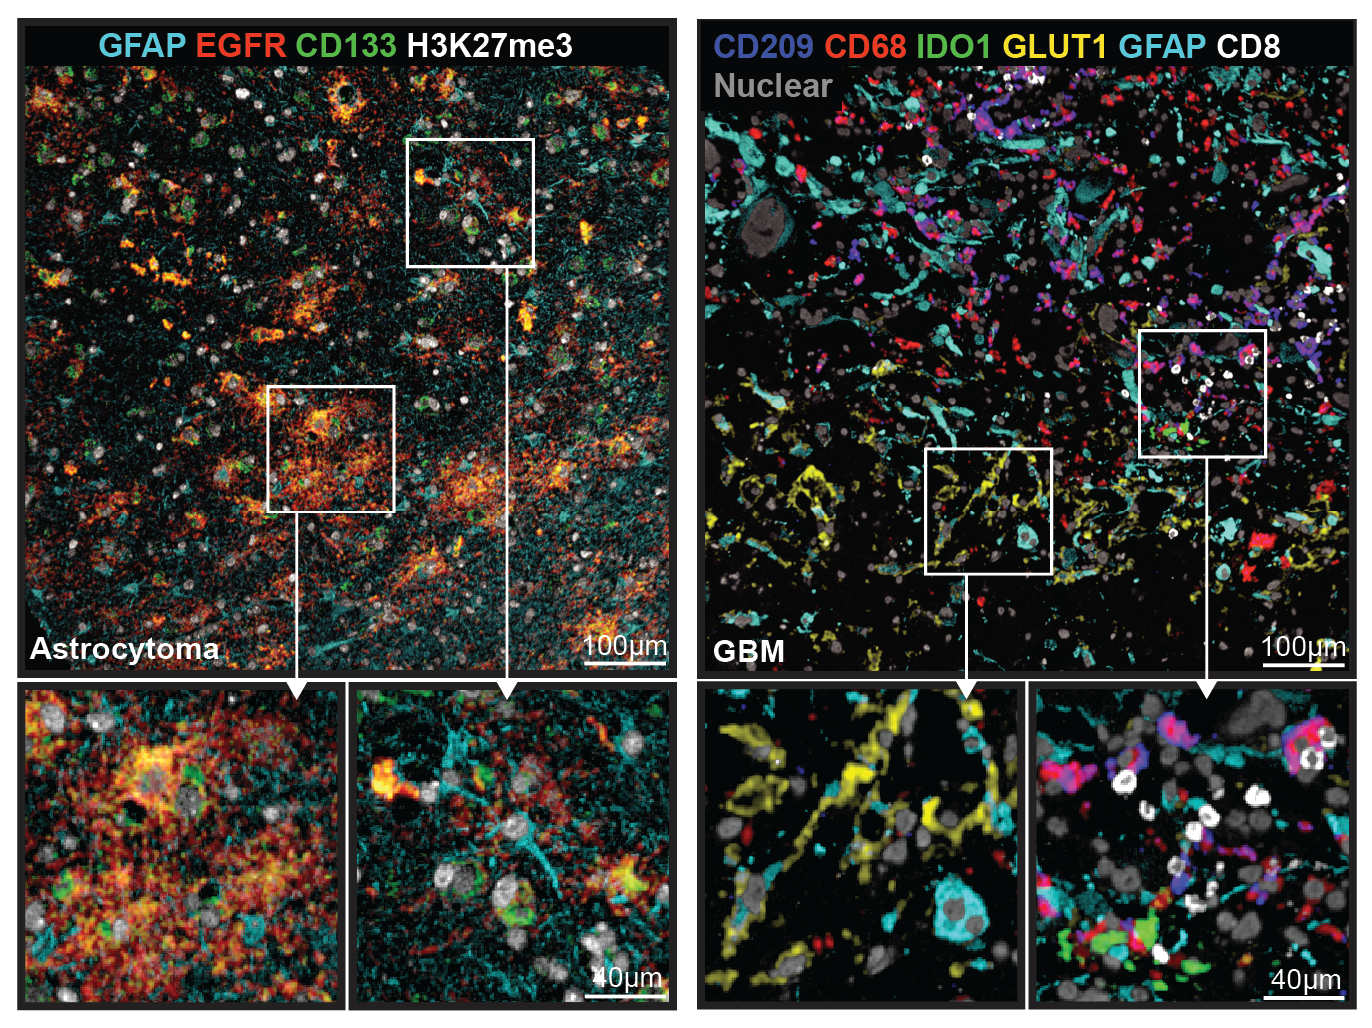 GFAP EGFR CD133 H3K27me3
Astrocytoma
100µm
40µm
CD209 CD68 IDO1 GLUT1 GFAP CD8
Nuclear
GBM
100µm
40µm